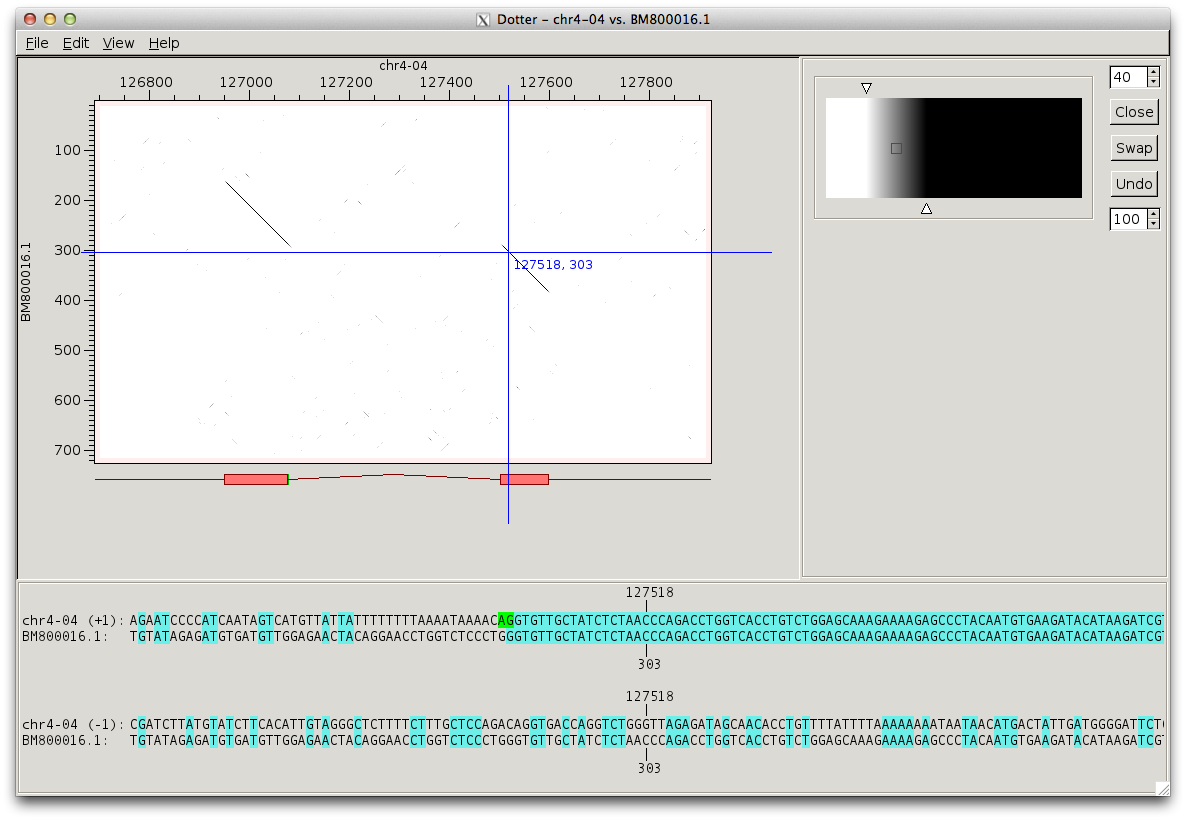 Dotter - chr4-04 vs. BM800016.1
File Edit View Help
chr4-04
126800 127000 127200 127400 127600 127800
100
200
300
400
500
600
700
BM800016.1
127518, 303
40
Close
Swap
Undo
100
127518
chr4-04 (+1): AGAATCCCCATCAATAGTCATGTTATTATTTTTTTTAAAATAAAACAGGTGTTGCTATCTCTAACCCAGACCTGGTCACCTGTCTGGAGCAAAGAAAAGAGCCCTACAATGTGAAGATACATAAGATCGT
BM800016.1: TGTATAGAGATGTGATGTTGGAGAACTACAGGAACCTGGTCTCCCTGGGTGTTGCTATCTCTAACCCAGACCTGGTCACCTGTCTGGAGCAAAGAAAAGAGCCCTACAATGTGAAGATACATAAGATCGT
303
127518
chr4-04 (-1): CGATCTTATGTATCTTCACATTGTAGGGCTCTTTTCTTTGCTCCAGACAGGTGACCAGGTCTGGGTTAGAGATAGCAACACCTGTTTTATTTTAAAAAAAATAATAACATGACTATTGATGGGGATTCT
BM800016.1: TGTATAGAGATGTGATGTTGGAGAACTACAGGAACCTGGTCTCCCTGGGTGTTGCTATCTCTAACCCAGACCTGGTCACCTGTCTGGAGCAAAGAAAAGAGCCCTACAATGTGAAGATACATAAGATCGT
303